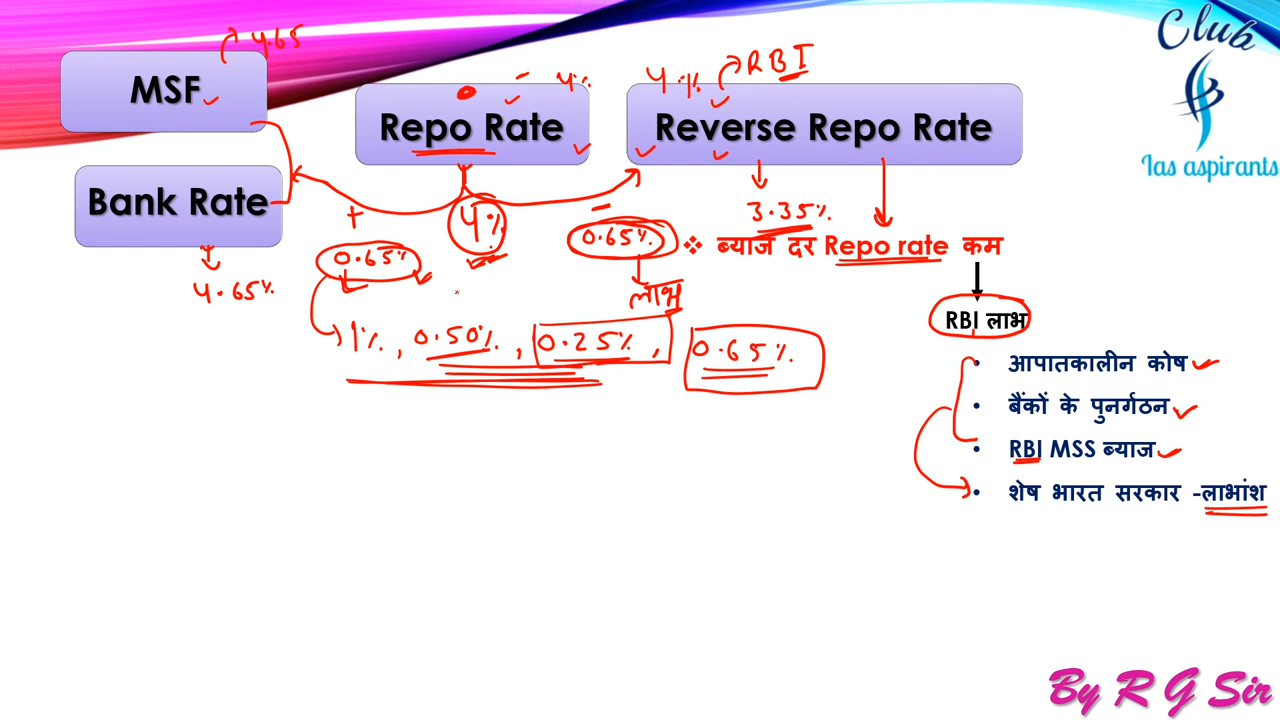 Club
Ias aspirants
4.65
MSF
- 4%
4%
RBI
Repo Rate
Reverse Repo Rate
Bank Rate
4.65%
+
0.65%
4%
-
0.65%
लाभ
3.35%
❖ ब्याज दर Repo rate कम
RBI लाभ
1%, 0.50%, 0.25%, 0.65%
• आपातकालीन कोष
• बैंकों के पुनर्गठन
• RBI MSS ब्याज
• शेष भारत सरकार -लाभांश
By R G Sir